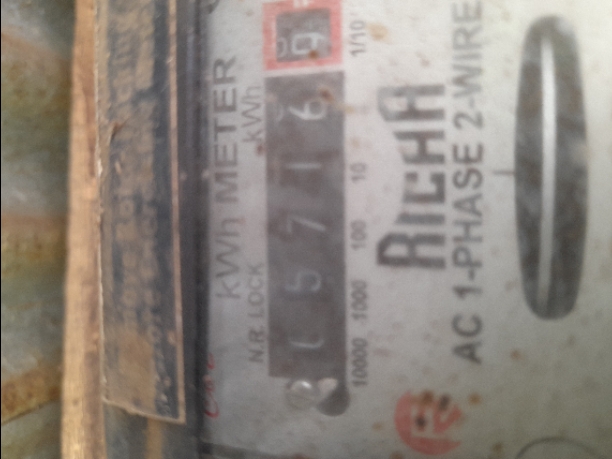 kWh METER
N.R. LOCK kWh
1 5 7 1 6 9
10000 1000 100 10 1/10
RICHA
AC 1-PHASE 2-WIRE